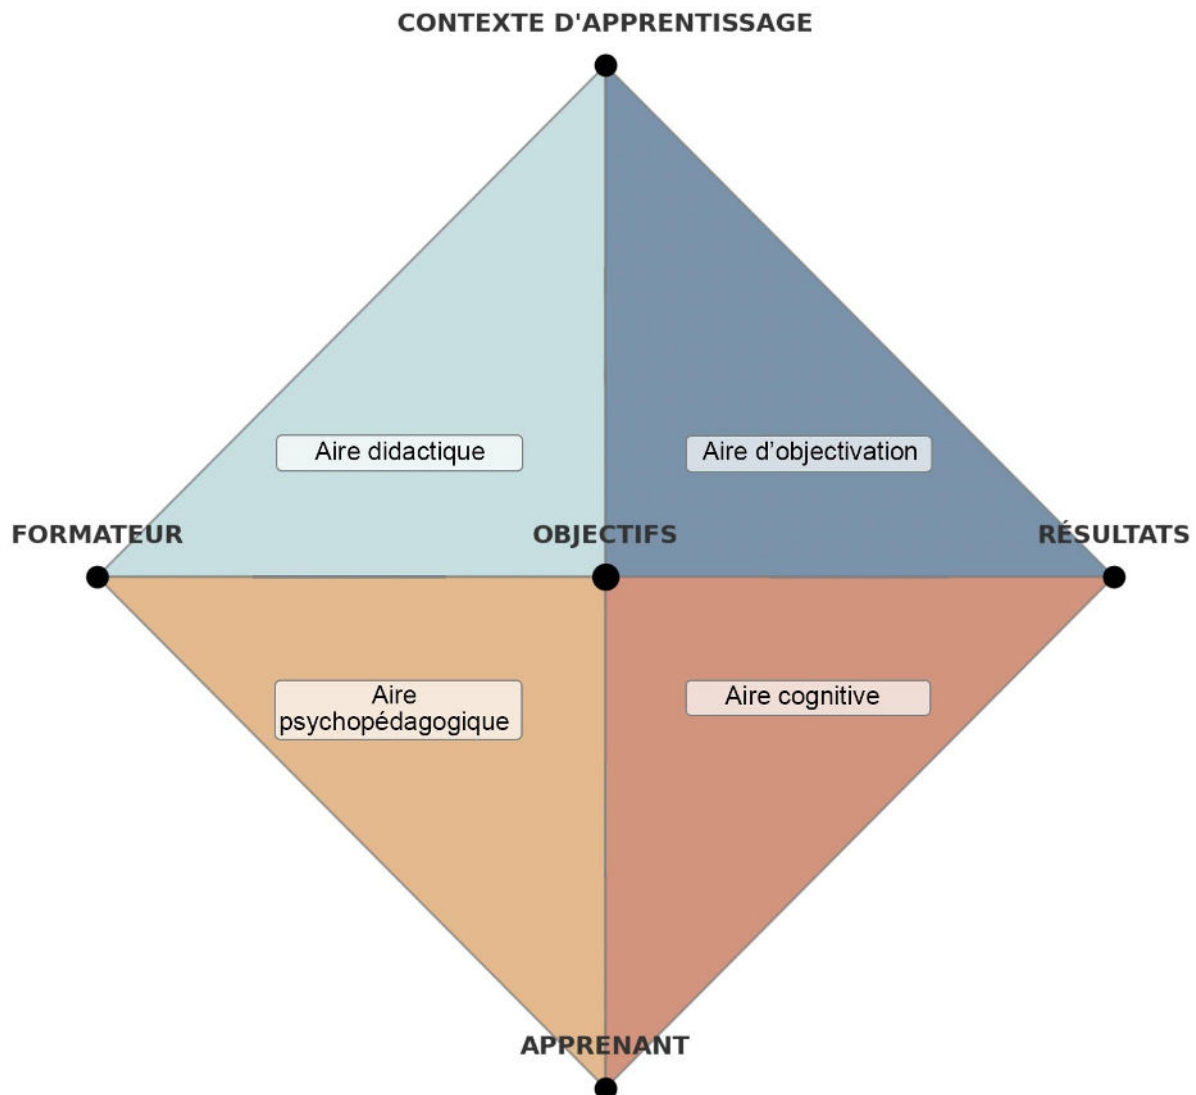 CONTEXTE D'APPRENTISSAGE
Aire didactique
Aire d’objectivation
FORMATEUR
OBJECTIFS
RÉSULTATS
Aire
psychopédagogique
Aire cognitive
APPRENANT